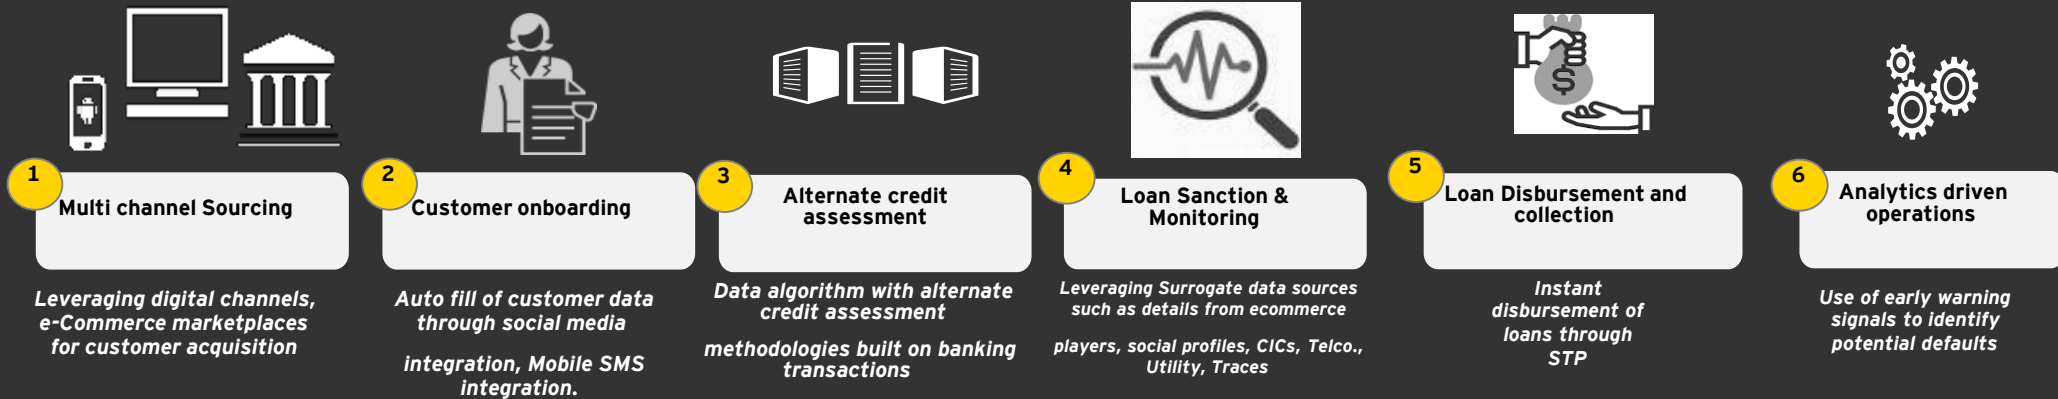 1
Multi channel Sourcing
Leveraging digital channels,
e-Commerce marketplaces
for customer acquisition
2
Customer onboarding
Auto fill of customer data
through social media
integration, Mobile SMS
integration.
3
Alternate credit
assessment
Data algorithm with alternate
credit assessment
methodologies built on banking
transactions
4
Loan Sanction &
Monitoring
Leveraging Surrogate data sources
such as details from ecommerce
players, social profiles, CICs, Telco.,
Utility, Traces
$
5
Loan Disbursement and
collection
Instant
disbursement of
loans through
STP
6
Analytics driven
operations
Use of early warning
signals to identify
potential defaults